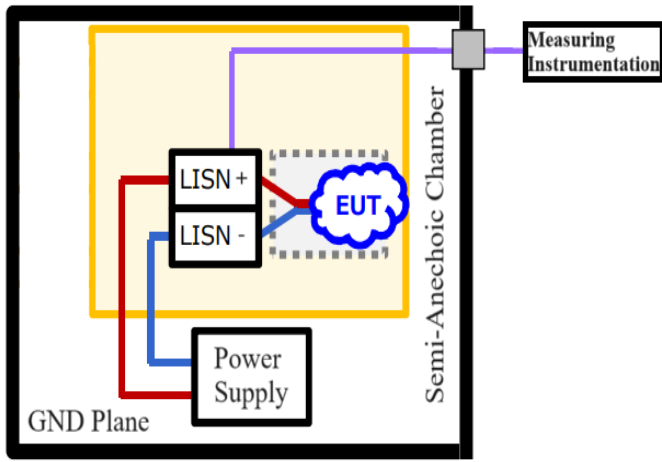 Measuring
Instrumentation
LISN +
EUT
LISN -
Semi-Anechoic Chamber
Power
Supply
GND Plane